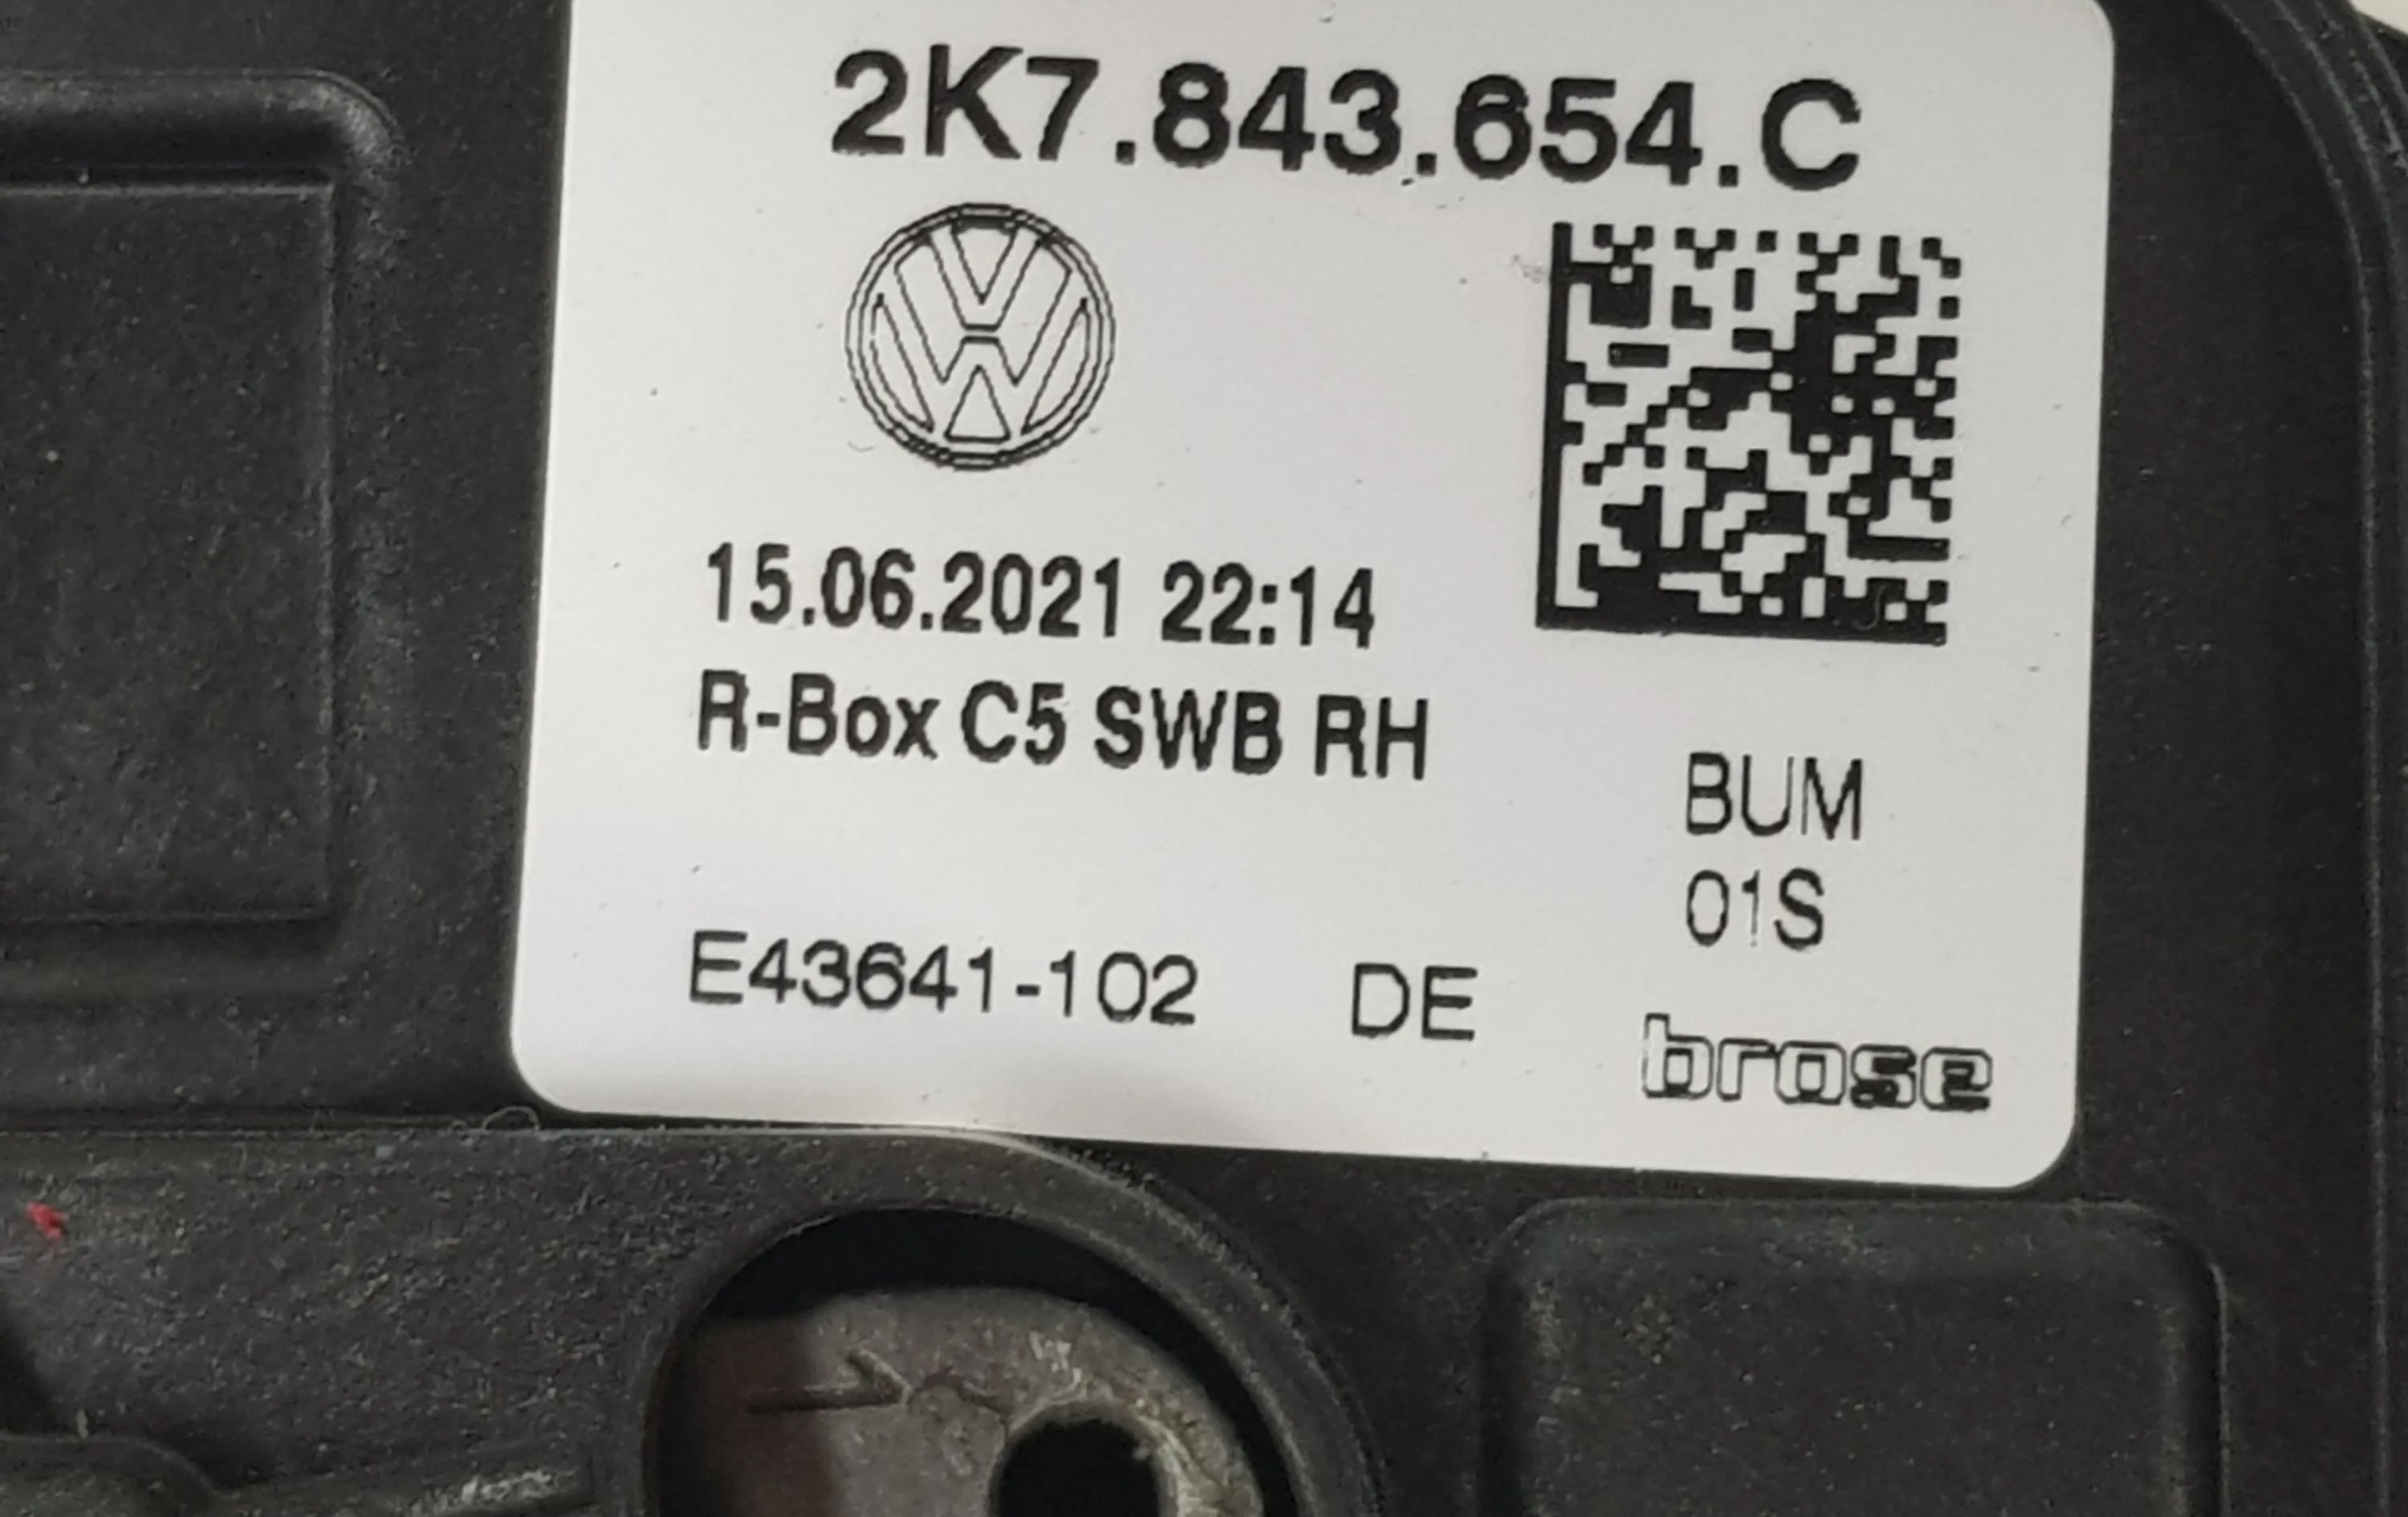 2K7.843.654.C
15.06.2021 22:14
R-Box C5 SWB RH
BUM
01S
E43641-102 DE
brose